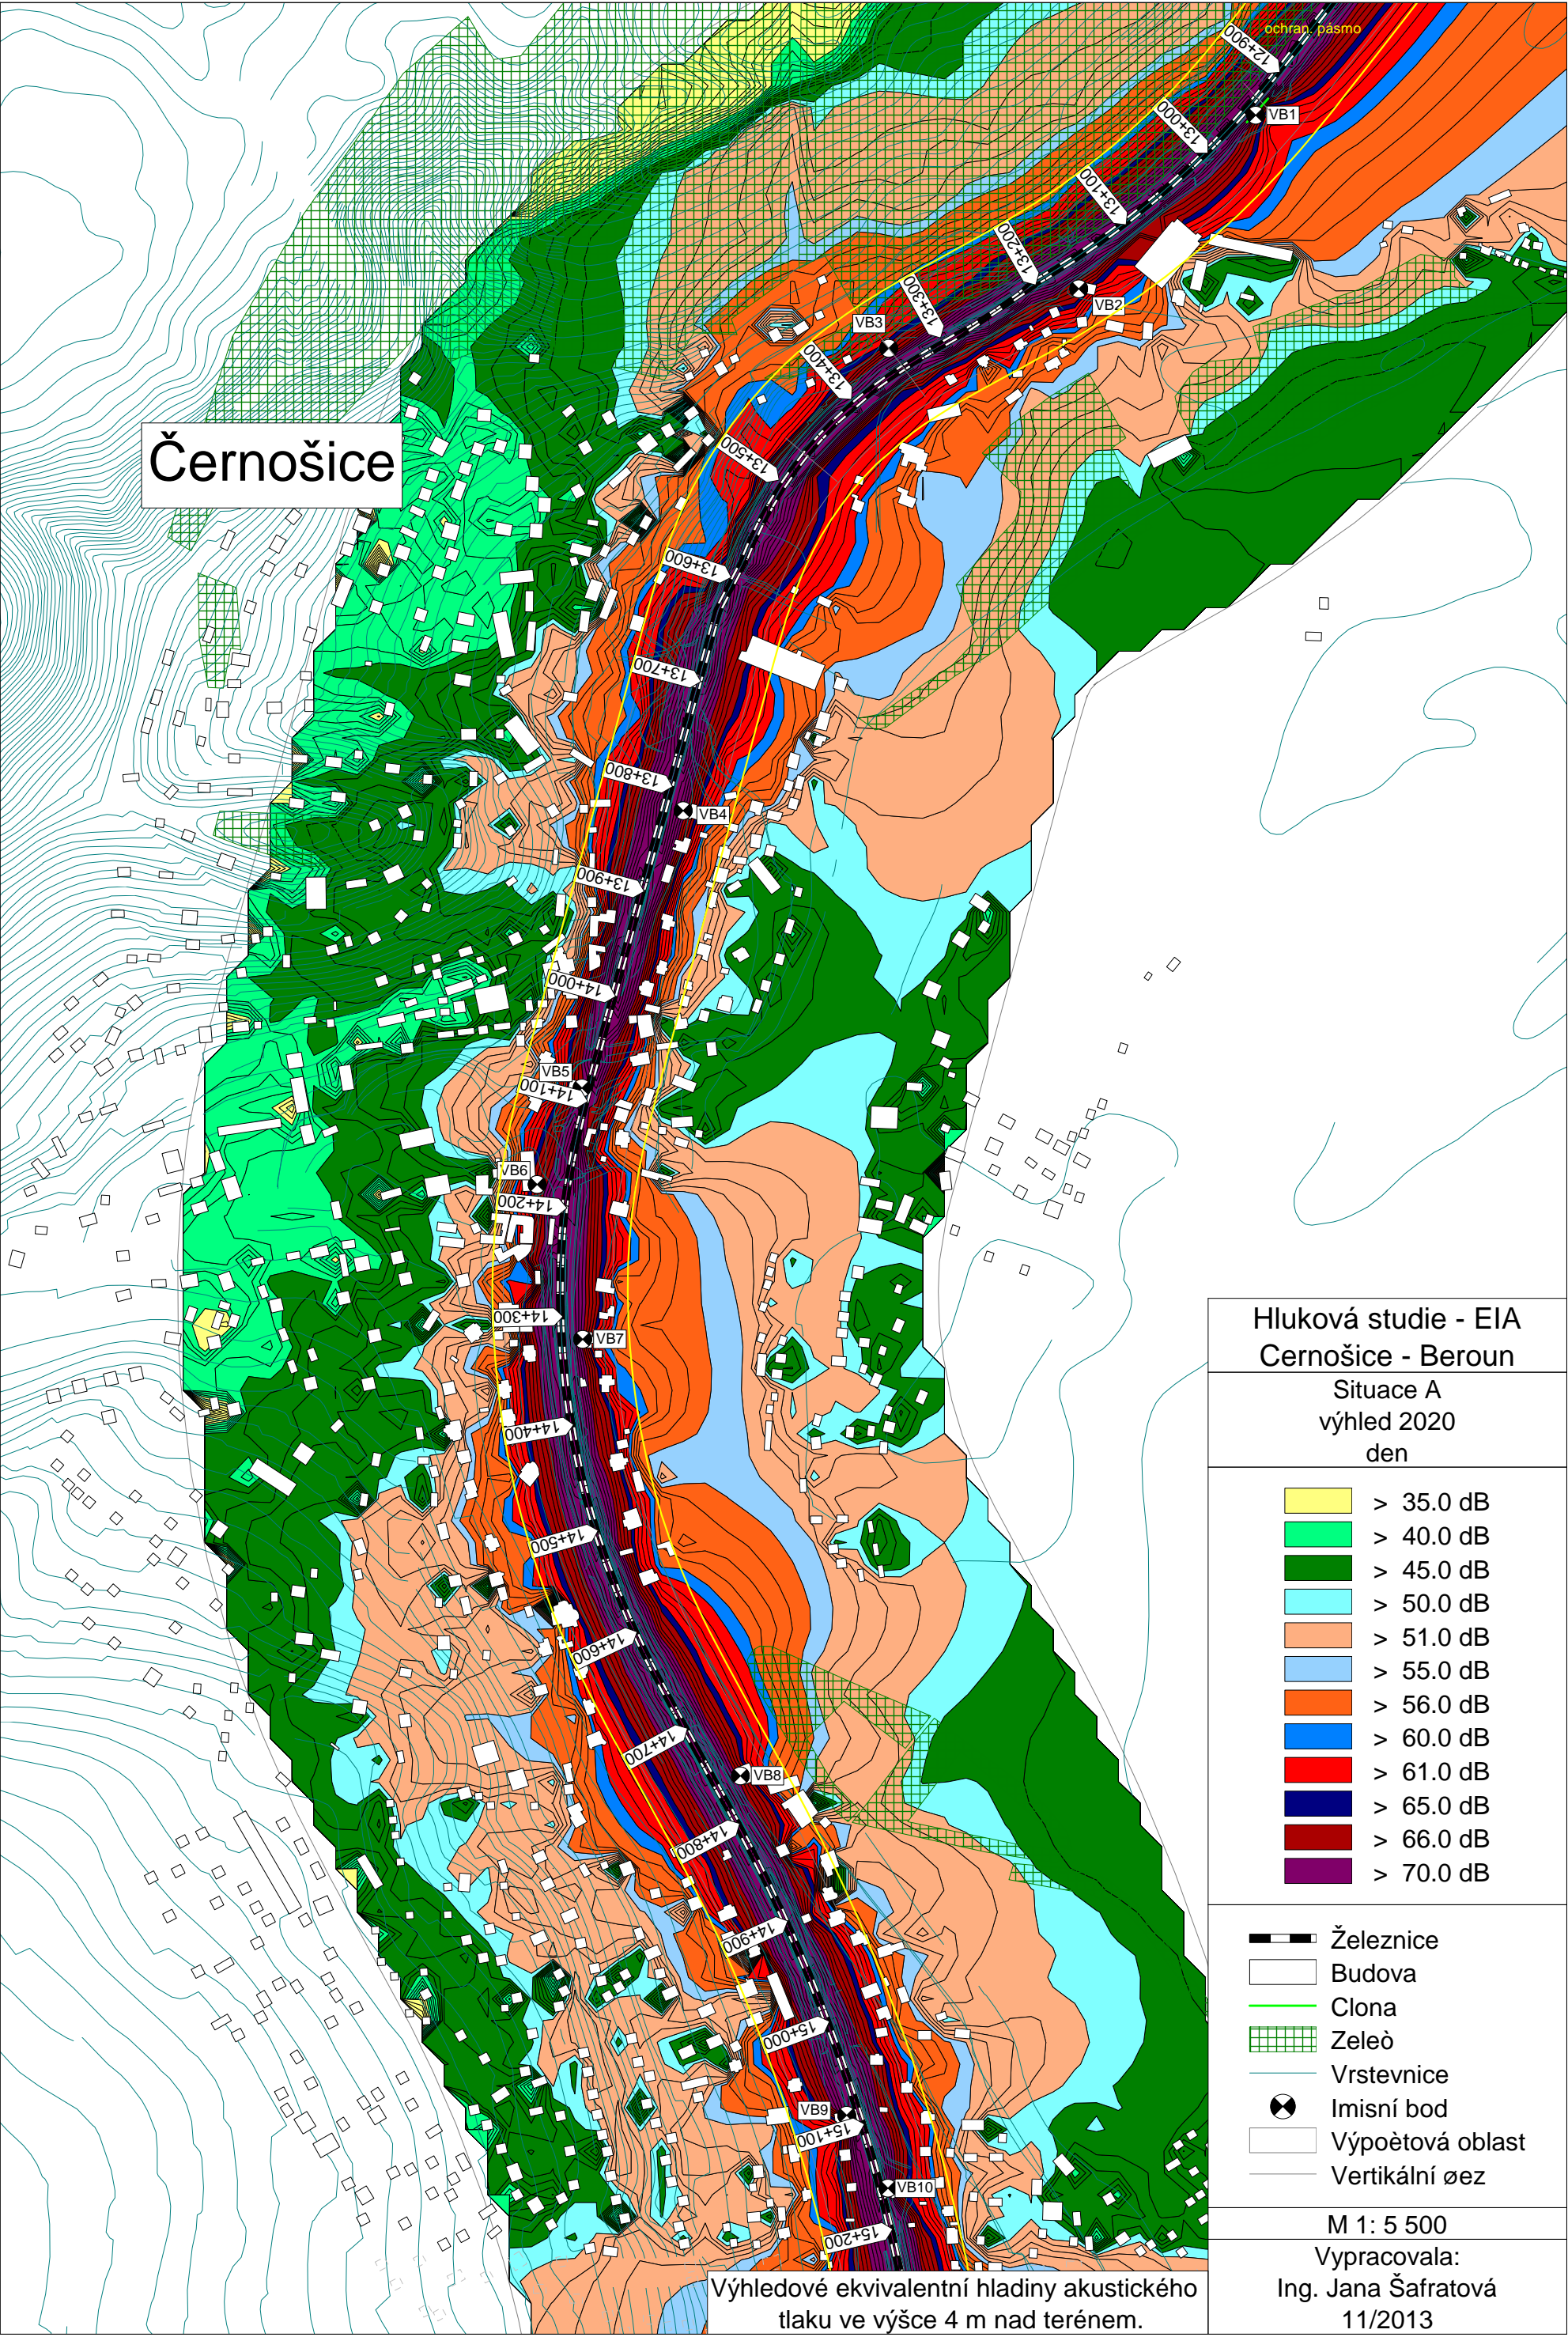 ochran. pásmo
12+900
VB1
13+000
13+100
13+200
VB2
13+300
VB3
13+400
Černošice
13+500
13+600
13+700
13+800
VB4
13+900
14+000
VB5
14+100
VB6
14+200
14+300
VB7
14+400
14+500
14+600
14+700
VB8
14+800
14+900
15+000
VB9
15+100
VB10
15+200
Výhledové ekvivalentní hladiny akustického
tlaku ve výšce 4 m nad terénem.
Hluková studie - EIA
Cernošice - Beroun
Situace A
výhled 2020
den
> 35.0 dB
> 40.0 dB
> 45.0 dB
> 50.0 dB
> 51.0 dB
> 55.0 dB
> 56.0 dB
> 60.0 dB
> 61.0 dB
> 65.0 dB
> 66.0 dB
> 70.0 dB
Železnice
Budova
Clona
Zeleò
Vrstevnice
Imisní bod
Výpoètová oblast
Vertikální øez
M 1: 5 500
Vypracovala:
Ing. Jana Šafratová
11/2013